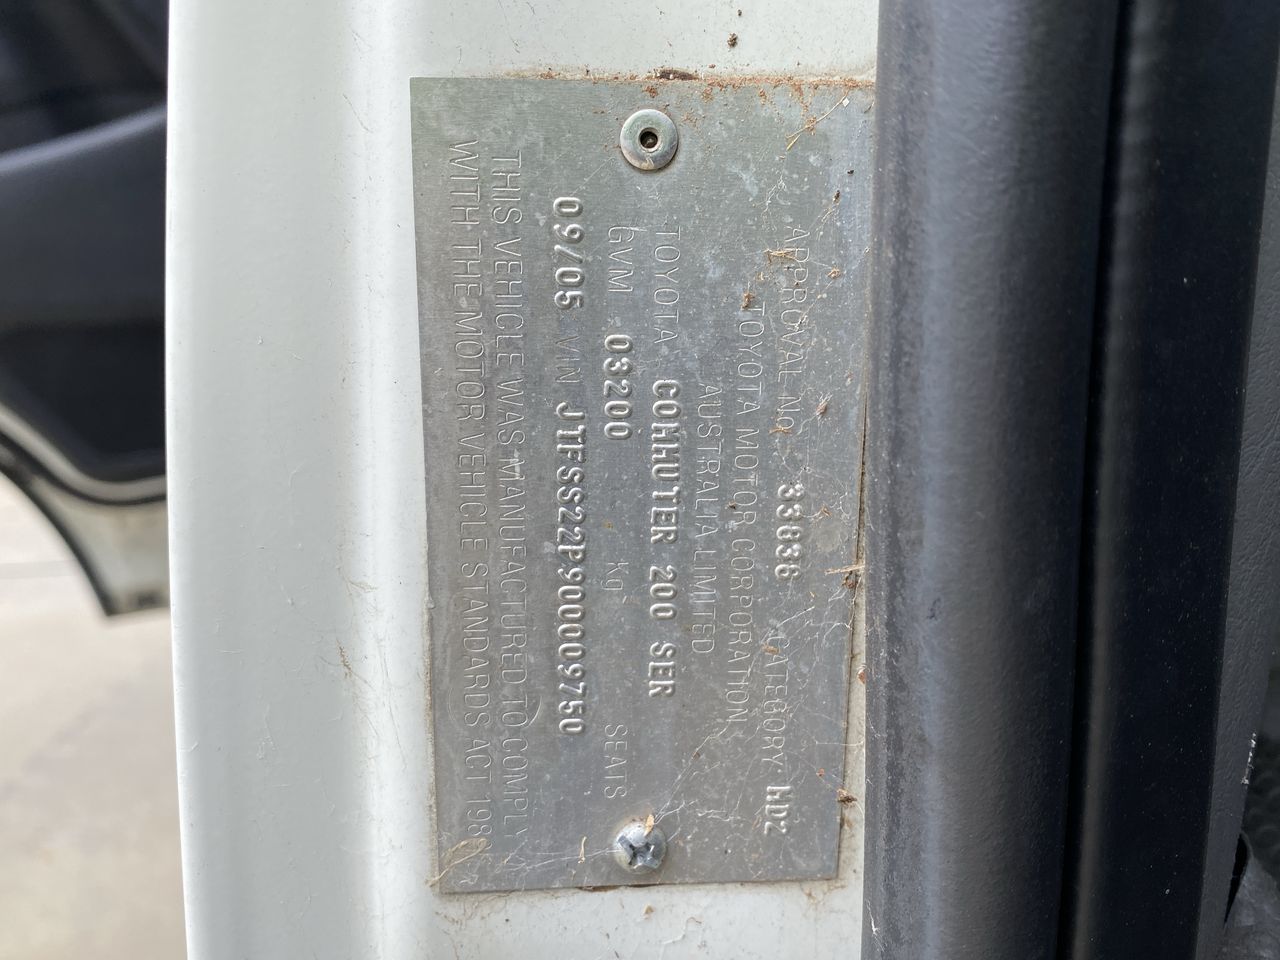 APPROVAL No. 33836 CATEGORY MD2
TOYOTA MOTOR CORPORATION
AUSTRALIA LIMITED
TOYOTA COMMUTER 200 SER
GVM 03200 kg SEATS
09/05 VIN JTFSS22P900009750
THIS VEHICLE WAS MANUFACTURED TO COMPLY
WITH THE MOTOR VEHICLE STANDARDS ACT